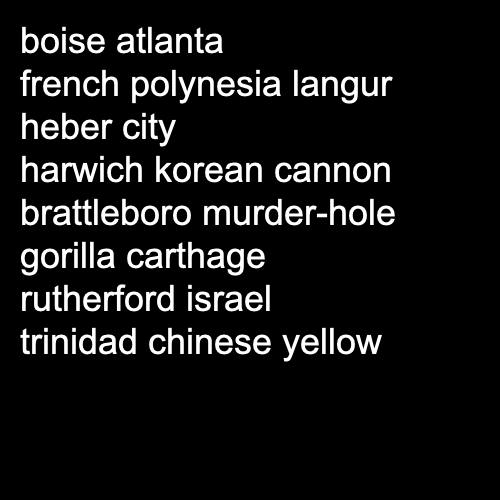 boise atlanta
french polynesia langur
heber city
harwich korean cannon
brattleboro murder-hole
gorilla carthage
rutherford israel
trinidad chinese yellow